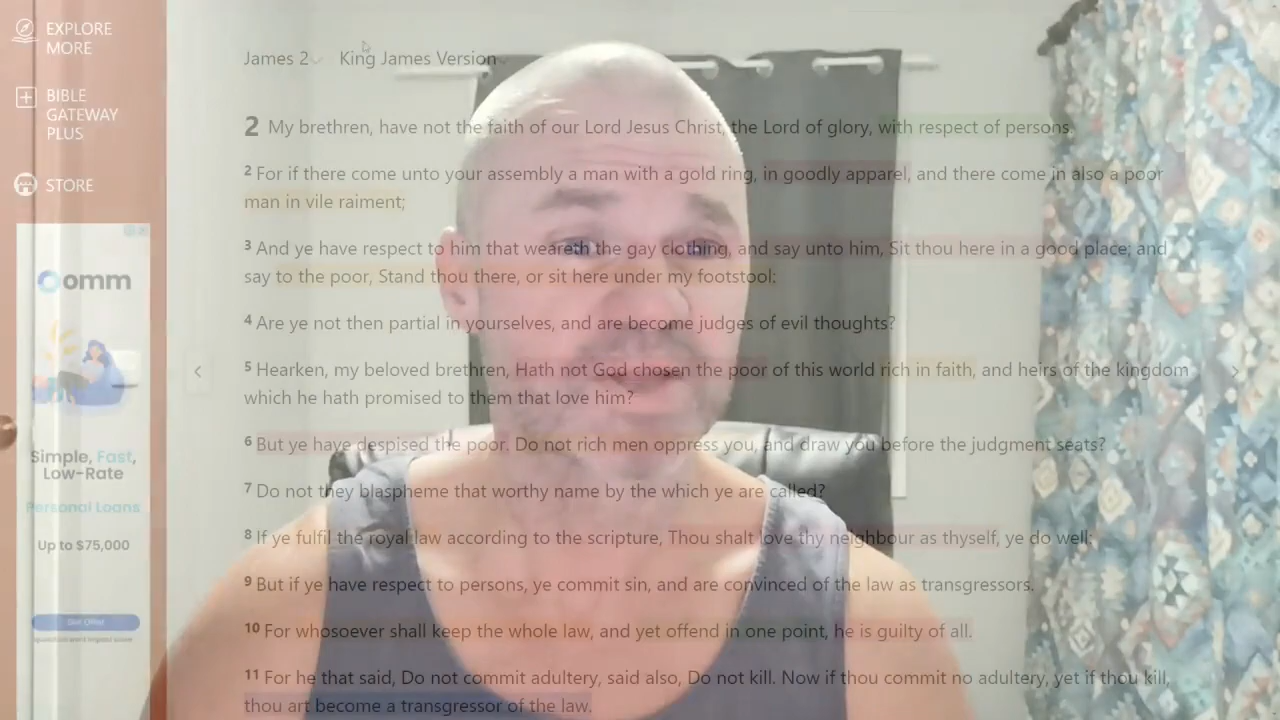 EXPLORE
MORE
BIBLE
GATEWAY
PLUS
STORE
omm
Simple, Fast,
Low-Rate
Personal Loans
Up to $75,000
James 2
King James Version
2 My brethren, have not the faith of our Lord Jesus Christ, the Lord of glory, with respect of persons.
2 For if there come unto your assembly a man with a gold ring, in goodly apparel, and there come in also a poor
man in vile raiment;
3 And ye have respect to him that weareth the gay clothing, and say unto him, Sit thou here in a good place; and
say to the poor, Stand thou there, or sit here under my footstool:
4 Are ye not then partial in yourselves, and are become judges of evil thoughts?
5 Hearken, my beloved brethren, Hath not God chosen the poor of this world rich in faith, and heirs of the kingdom
which he hath promised to them that love him?
6 But ye have despised the poor. Do not rich men oppress you, and draw you before the judgment seats?
7 Do not they blaspheme that worthy name by the which ye are called?
8 If ye fulfil the royal law according to the scripture, Thou shalt love thy neighbour as thyself, ye do well:
9 But if ye have respect to persons, ye commit sin, and are convinced of the law as transgressors.
10 For whosoever shall keep the whole law, and yet offend in one point, he is guilty of all.
11 For he that said, Do not commit adultery, said also, Do not kill. Now if thou commit no adultery, yet if thou kill,
thou art become a transgressor of the law.